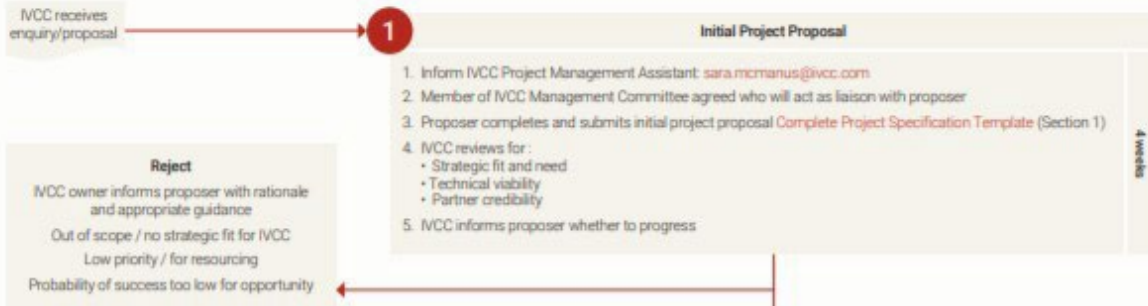 IVCC receives
enquiry/proposal
1
Initial Project Proposal
1. Inform IVCC Project Management Assistant: sara.mcmanus@ivcc.com
2. Member of IVCC Management Committee agreed who will act as liaison with proposer
3. Proposer completes and submits initial project proposal Complete Project Specification Template (Section 1)
4. IVCC reviews for :
• Strategic fit and need
• Technical viability
• Partner credibility
5. IVCC informs proposer whether to progress
4 weeks
Reject
IVCC owner informs proposer with rationale
and appropriate guidance
Out of scope / no strategic fit for IVCC
Low priority / for resourcing
Probability of success too low for opportunity